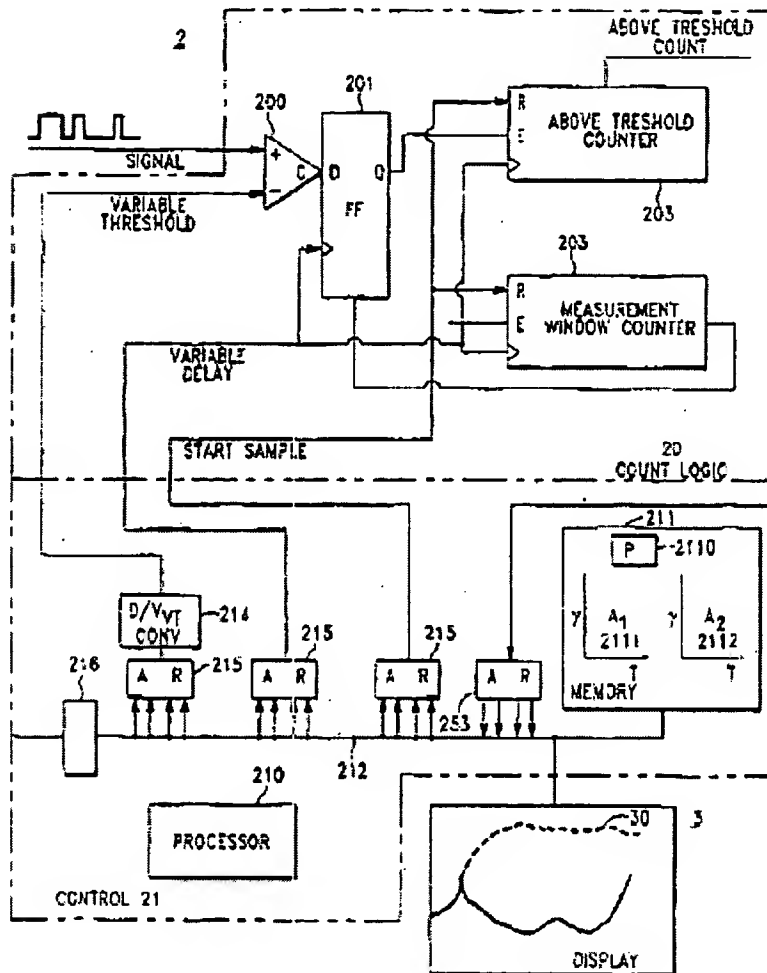 2
ABOVE TRESHOLD
COUNT
200
201
R
E
ABOVE TRESHOLD
COUNTER
203
+
C
-
SIGNAL
VARIABLE
THRESHOLD
D
Q
FF
203
R
E
MEASUREMENT
WINDOW COUNTER
VARIABLE
DELAY
START SAMPLE
20
COUNT LOGIC
211
P
2110
γ
A1
2111
T
γ
A2
2112
T
MEMORY
D/VVT
CONV
214
216
A R
215
A R
215
A R
215
A R
253
212
210
PROCESSOR
CONTROL 21
30
3
DISPLAY